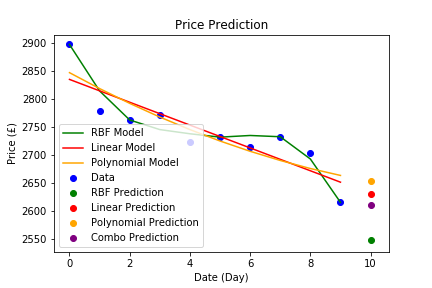 Price Prediction
Price (£)
2900
2850
2800
2750
2700
2650
2600
2550
RBF Model
Linear Model
Polynomial Model
Data
RBF Prediction
Linear Prediction
Polynomial Prediction
Combo Prediction
0 2 4 6 8 10
Date (Day)